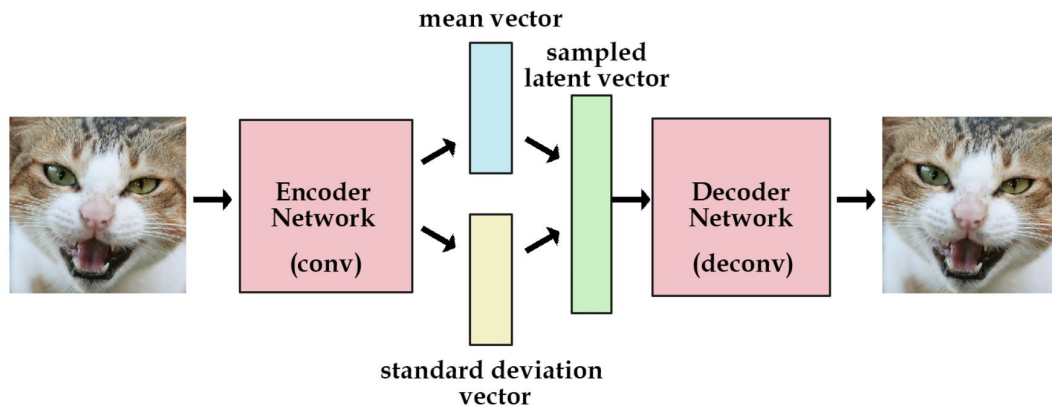 mean vector
sampled
latent vector
Encoder
Network
(conv)
Decoder
Network
(deconv)
standard deviation
vector